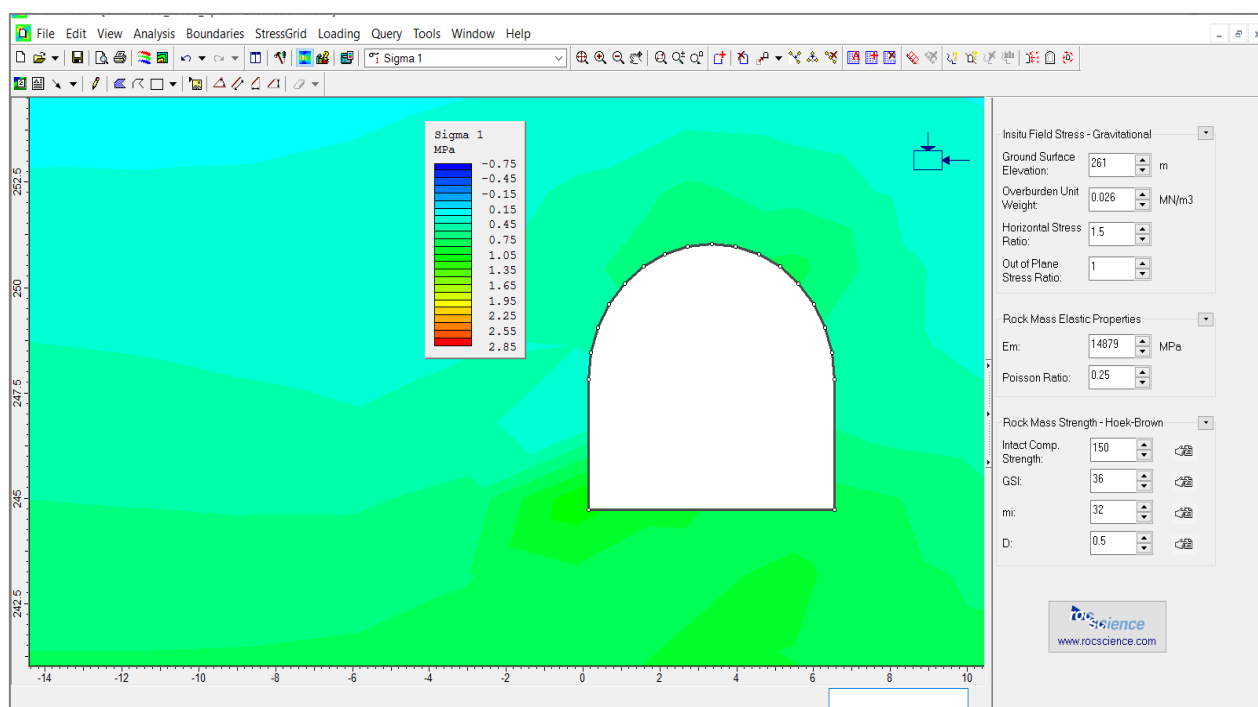 File Edit View Analysis Boundaries StressGrid Loading Query Tools Window Help
σ1 Sigma 1
Sigma 1
MPa
-0.75
-0.45
-0.15
0.15
0.45
0.75
1.05
1.35
1.65
1.95
2.25
2.55
2.85
252.5
250
247.5
245
242.5
-14 -12 -10 -8 -6 -4 -2 0 2 4 6 8 10
Insitu Field Stress - Gravitational
Ground Surface
Elevation: 261 m
Overburden Unit
Weight: 0.026 MN/m3
Horizontal Stress
Ratio: 1.5
Out of Plane
Stress Ratio: 1
Rock Mass Elastic Properties
Em: 14879 MPa
Poisson Ratio: 0.25
Rock Mass Strength - Hoek-Brown
Intact Comp.
Strength: 150
GSI: 36
mi: 32
D: 0.5
rocscience
www.rocscience.com